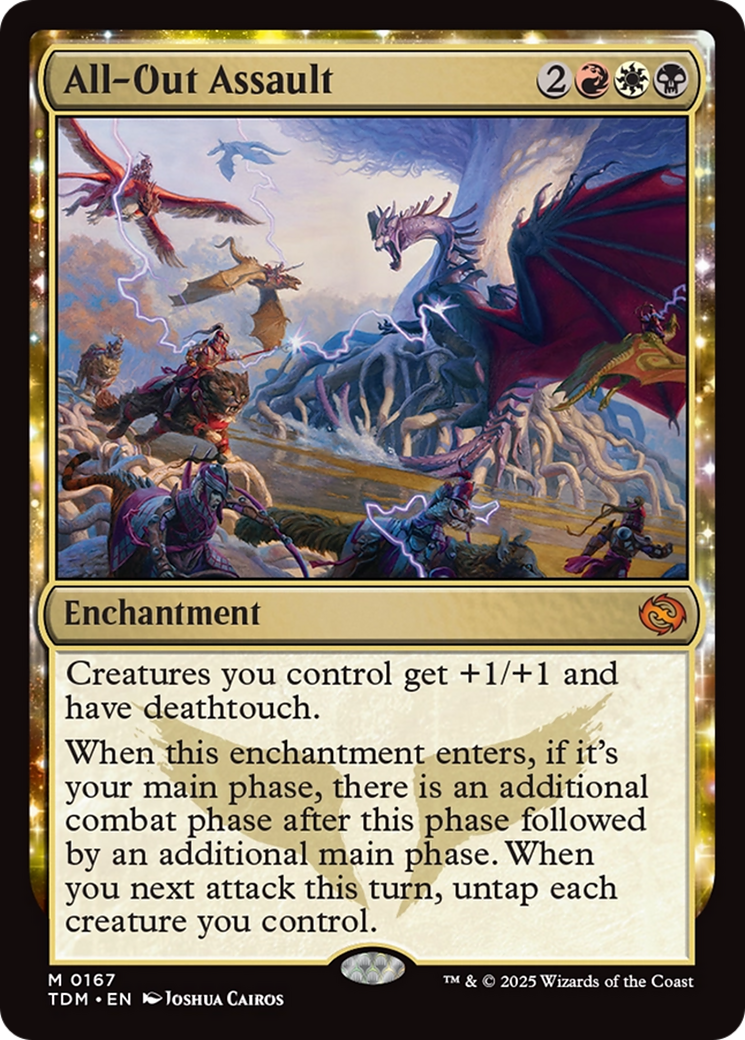 All-Out Assault 2
Enchantment
Creatures you control get +1/+1 and
have deathtouch.
When this enchantment enters, if it's
your main phase, there is an additional
combat phase after this phase followed
by an additional main phase. When
you next attack this turn, untap each
creature you control.
M 0167
™ & © 2025 Wizards of the Coast
TDM • EN Joshua Cairos